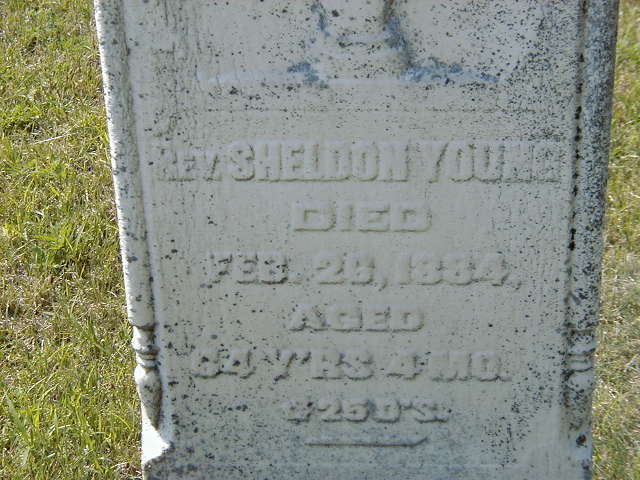 REV. SHELDON YOUNG
DIED
FEB. 26, 1884,
AGED
64 Y'RS 4 MO.
& 25 D'S.